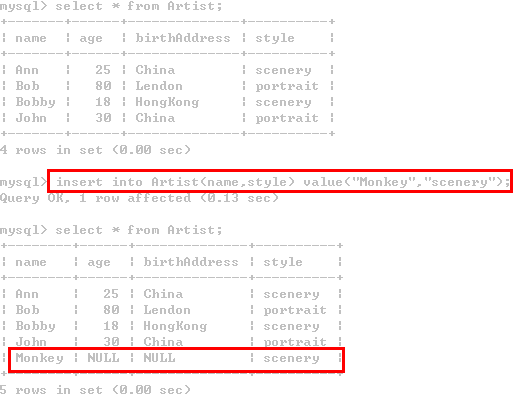 mysql> select * from Artist;
+-------+------+--------------+----------+
| name  | age  | birthAddress | style    |
+-------+------+--------------+----------+
| Ann   |   25 | China        | scenery  |
| Bob   |   80 | Lendon       | portrait |
| Bobby |   18 | HongKong     | scenery  |
| John  |   30 | China        | portrait |
+-------+------+--------------+----------+
4 rows in set (0.00 sec)
mysql> insert into Artist(name,style) value("Monkey","scenery");
Query OK, 1 row affected (0.13 sec)
mysql> select * from Artist;
+--------+------+--------------+----------+
| name   | age  | birthAddress | style    |
+--------+------+--------------+----------+
| Ann    |   25 | China        | scenery  |
| Bob    |   80 | Lendon       | portrait |
| Bobby  |   18 | HongKong     | scenery  |
| John   |   30 | China        | portrait |
| Monkey | NULL | NULL         | scenery  |
5 rows in set (0.00 sec)